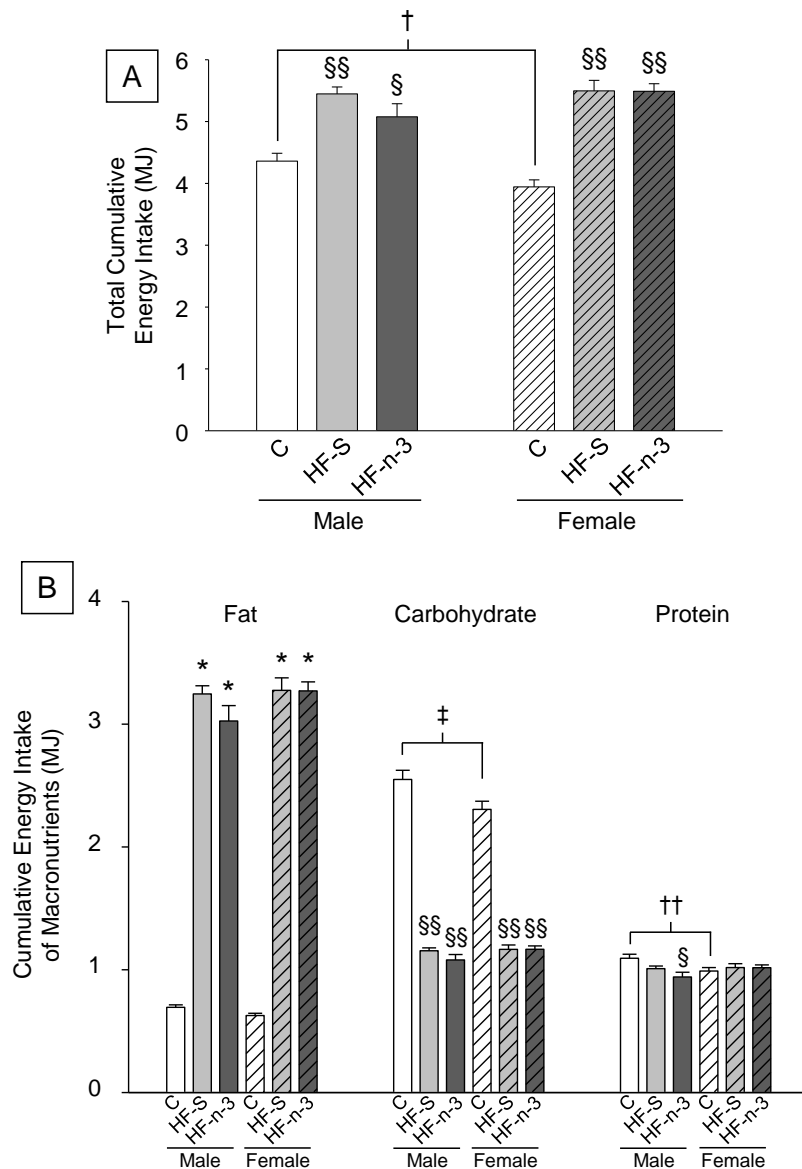 A
†
6
5
4
3
2
1
0
Total Cumulative
Energy Intake (MJ)
§§
§
§§
§§
C
HF-S
HF-n-3
C
HF-S
HF-n-3
Male
Female
B
4
3
2
1
0
Cumulative Energy Intake
of Macronutrients (MJ)
Fat
Carbohydrate
Protein
*
*
*
*
‡
§§
§§
§§
§§
††
§
C
HF-S
HF-n-3
C
HF-S
HF-n-3
C
HF-S
HF-n-3
C
HF-S
HF-n-3
C
HF-S
HF-n-3
C
HF-S
HF-n-3
Male
Female
Male
Female
Male
Female